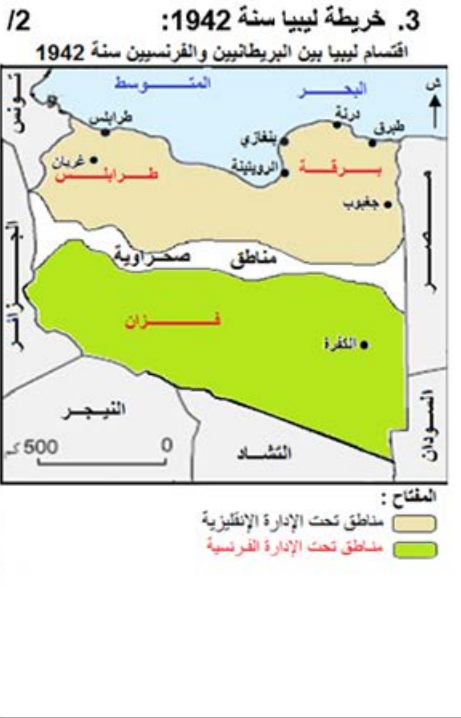 3. خريطة ليبيا سنة 1942:
2/
اقتسام ليبيا بين البريطانيين والفرنسيين سنة 1942
تونس
البحر المتوسط
ش
طرابلس
درنة
طبرق
بنغازي
غريان
طرابلس
الرويتينة
برقة
جغبوب
مصر
الجزائر
مناطق صحراوية
فزان
الكفرة
النيجر
التشاد
السودان
500 كم
0
المفتاح :
مناطق تحت الإدارة الإنقليزية
مناطق تحت الإدارة الفرنسية